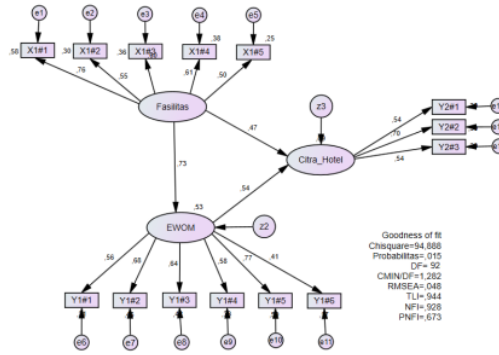 e1
e2
e3
e4
e5
,58
,30
,36
,38
,25
X1#1
X1#2
X1#3
X1#4
X1#5
,76
,55
,61
,50
Fasilitas
z3
,47
,73
Citra_Hotel
,54
,70
,54
Y2#1
Y2#2
Y2#3
,54
,53
EWOM
z2
,56
,68
,64
,58
,77
,41
Y1#1
Y1#2
Y1#3
Y1#4
Y1#5
Y1#6
e6
e7
e8
e9
e10
e11
Goodness of fit
Chisquare=94,888
Probabilitas=,015
DF= 92
CMIN/DF=1,282
RMSEA=,048
TLI=,944
NFI=,928
PNFI=,673